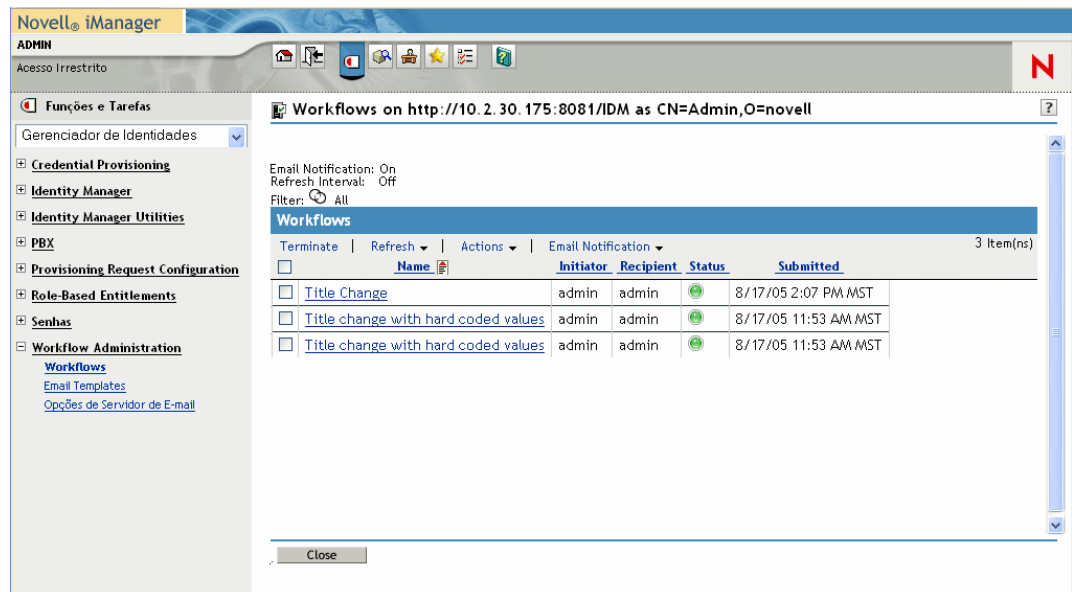 Novell® iManager
ADMIN
Acesso Irrestrito
N
Funções e Tarefas
Gerenciador de Identidades
Credential Provisioning
Identity Manager
Identity Manager Utilities
PBX
Provisioning Request Configuration
Role-Based Entitlements
Senhas
Workflow Administration
Workflows
Email Templates
Opções de Servidor de E-mail
Workflows on http://10.2.30.175:8081/IDM as CN=Admin,O=novell
?
Email Notification: On
Refresh Interval: Off
Filter: All
Workflows
Terminate | Refresh | Actions | Email Notification 3 Item(ns)
Name Initiator Recipient Status Submitted
Title Change admin admin 8/17/05 2:07 PM MST
Title change with hard coded values admin admin 8/17/05 11:53 AM MST
Title change with hard coded values admin admin 8/17/05 11:53 AM MST
Close